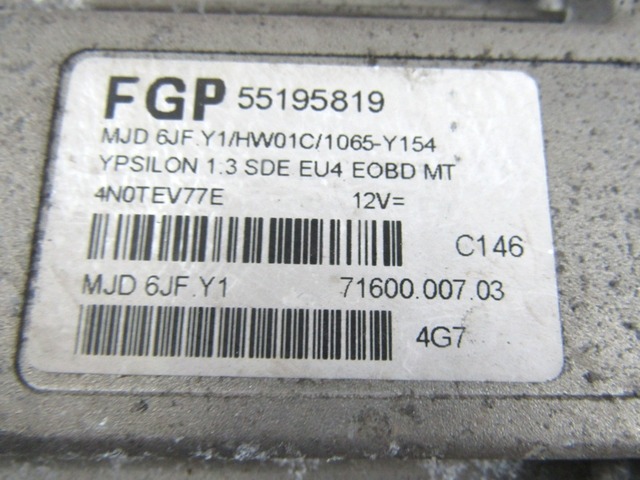 FGP 55195819
MJD 6JF.Y1/HW01C/1065-Y154
YPSILON 1.3 SDE EU4 EOBD MT
4N0TEV77E 12V=
C146
MJD 6JF.Y1 71600.007.03
4G7